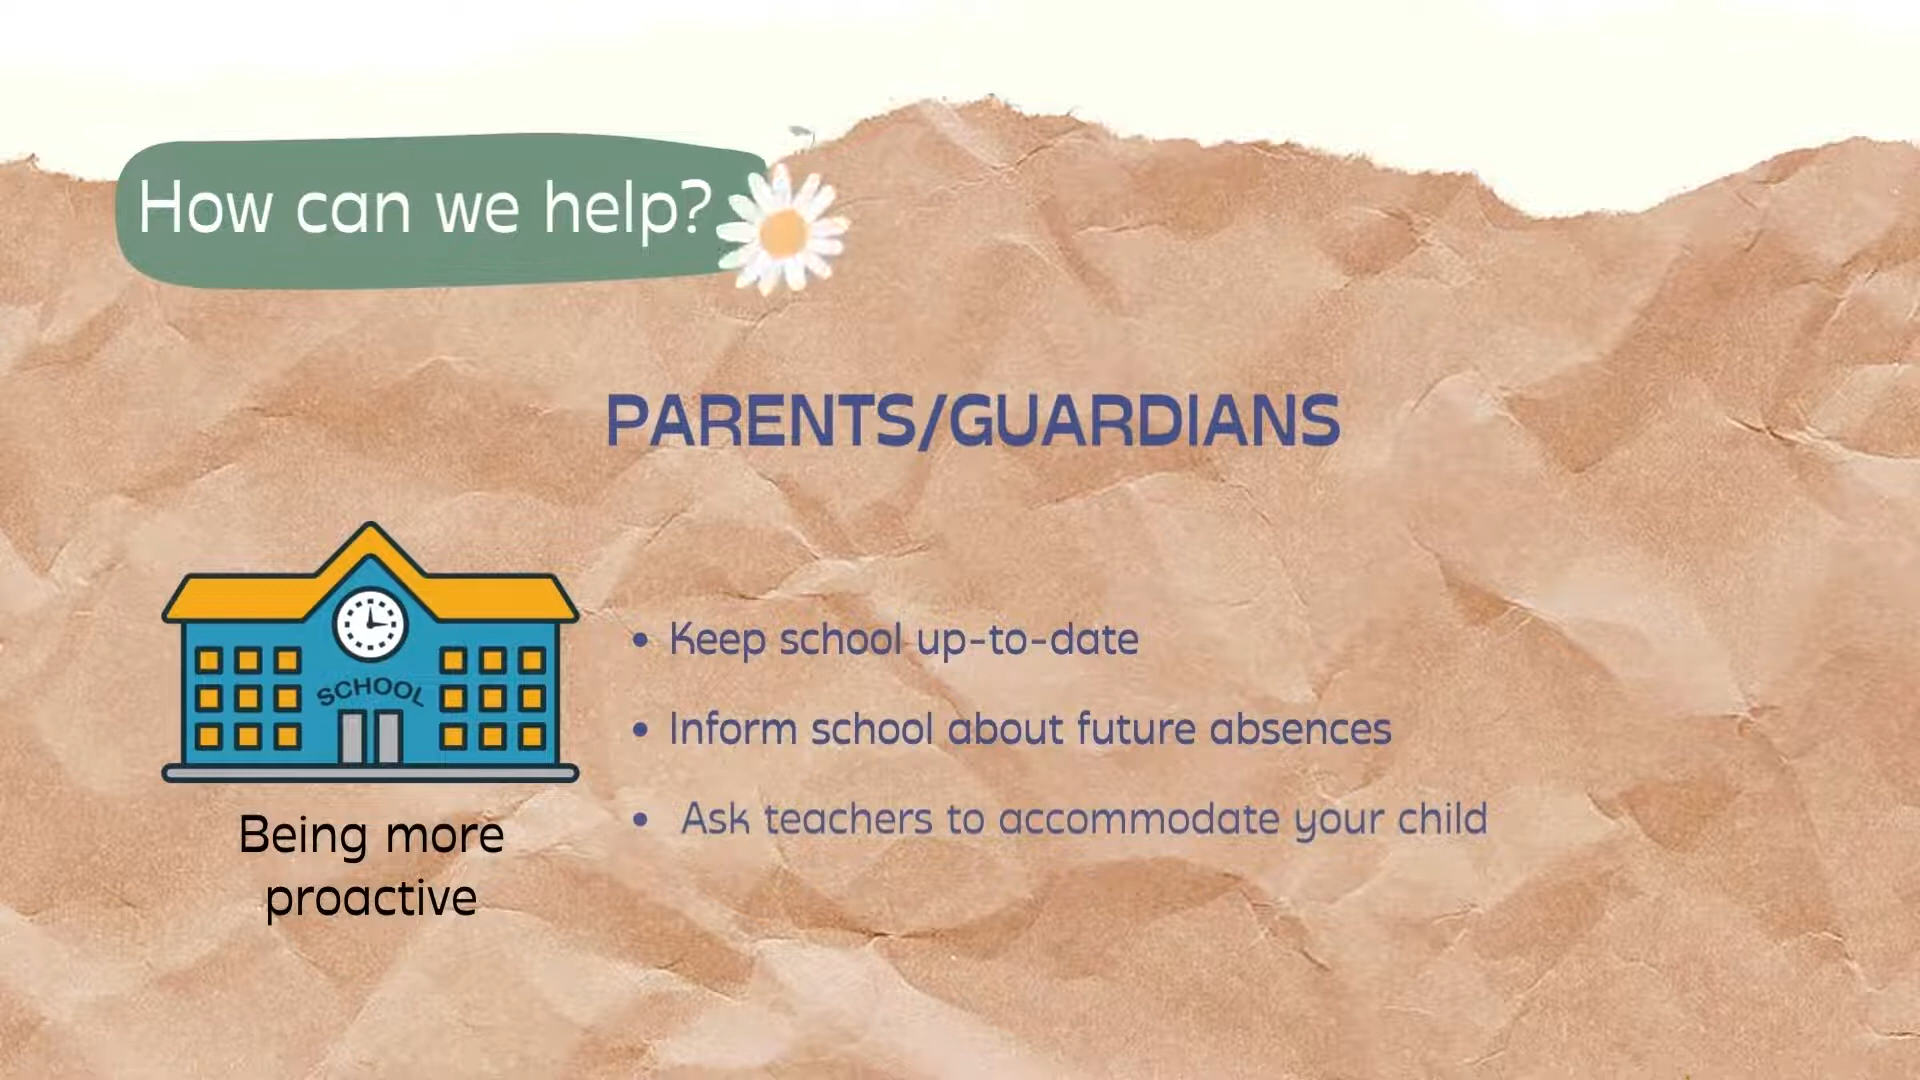 How can we help?
PARENTS/GUARDIANS
SCHOOL
Being more
proactive
• Keep school up-to-date
• Inform school about future absences
• Ask teachers to accommodate your child